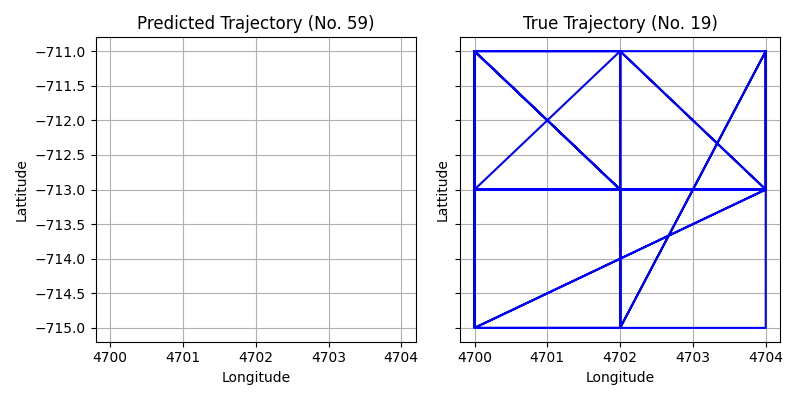 Predicted Trajectory (No. 59)
True Trajectory (No. 19)
−711.0
−711.5
−712.0
−712.5
−713.0
−713.5
−714.0
−714.5
−715.0
Lattitude
Lattitude
4700 4701 4702 4703 4704
4700 4701 4702 4703 4704
Longitude
Longitude